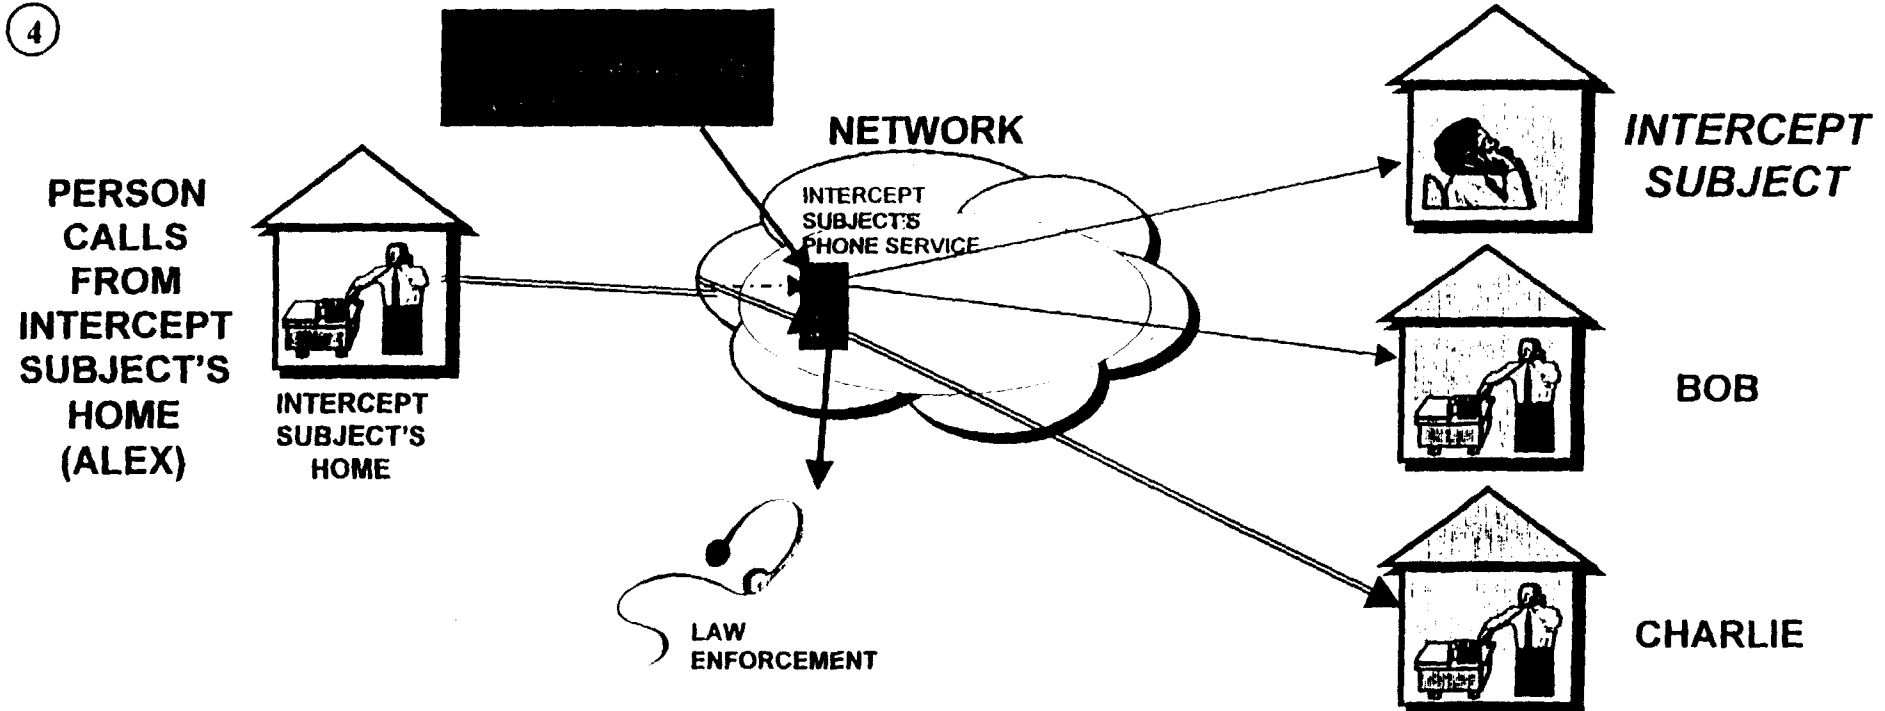 4
PERSON
CALLS
FROM
INTERCEPT
SUBJECT'S
HOME
(ALEX)
INTERCEPT
SUBJECT'S
HOME
NETWORK
INTERCEPT
SUBJECT'S
PHONE SERVICE
LAW
ENFORCEMENT
INTERCEPT
SUBJECT
BOB
CHARLIE